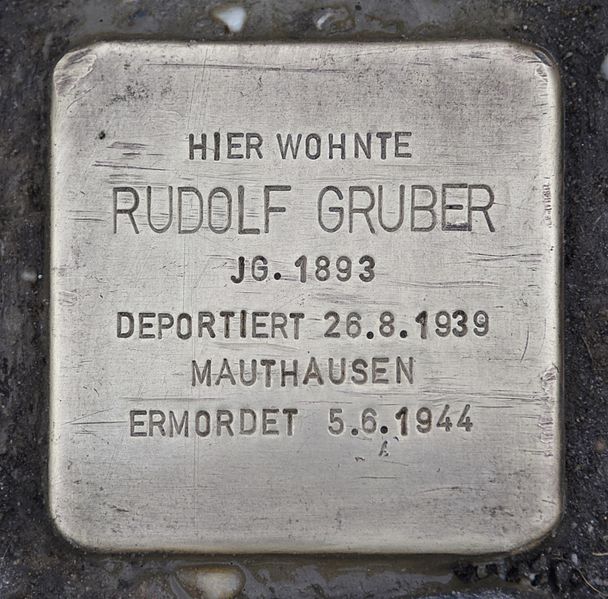 HIER WOHNTE
RUDOLF GRUBER
JG. 1893
DEPORTIERT 26.8.1939
MAUTHAUSEN
ERMORDET 5.6.1944